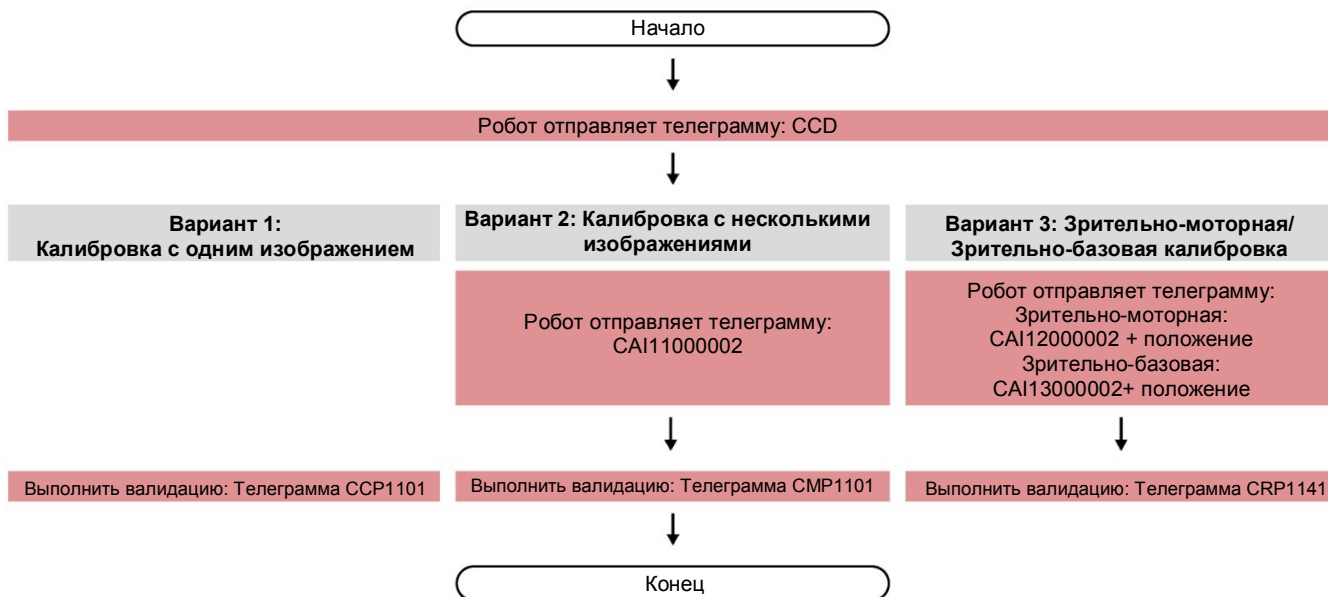 Начало
Робот отправляет телеграмму: CCD
Вариант 1:
Калибровка с одним изображением
Вариант 2: Калибровка с несколькими
изображениями
Вариант 3: Зрительно-моторная/
Зрительно-базовая калибровка
Робот отправляет телеграмму:
CAI11000002
Робот отправляет телеграмму:
Зрительно-моторная:
CAI12000002 + положение
Зрительно-базовая:
CAI13000002+ положение
Выполнить валидацию: Телеграмма CCP1101
Выполнить валидацию: Телеграмма CMP1101
Выполнить валидацию: Телеграмма CRP1141
Конец